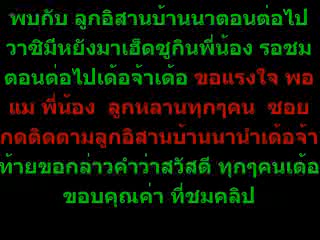 พบกับ ลูกอิสานบ้านนาตอนต่อไป
วาชิมีหยังมาเฮ็ดชูกินพี่น้อง รอชม
ตอนต่อไปเด้อจ้าเด้อ ขอแรงใจ พอ
แม พี่น้อง  ลูกหลานทุกๆคน  ซอย
กดติดตามลูกอิสานบ้านนานำเด้อจ้า
ท้ายขอกล่าวคำว่าสวัสดี ทุกๆคนเด้อ
ขอบคุณค่า ที่ชมคลิป